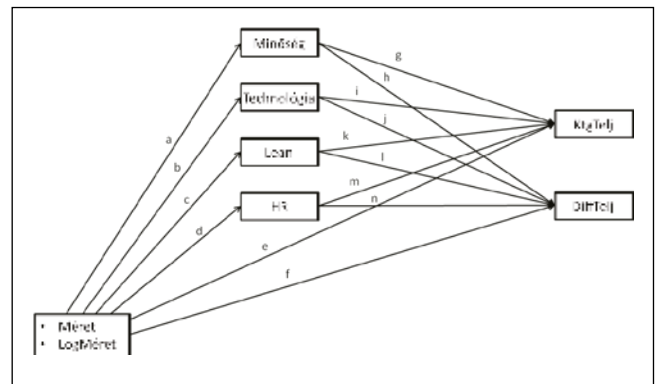 Minőség
g
h
Technológia
i
j
KtgTelj
a
k
Lean
l
b
m
c
HR
n
DiffTelj
d
e
f
• Méret
• LogMéret